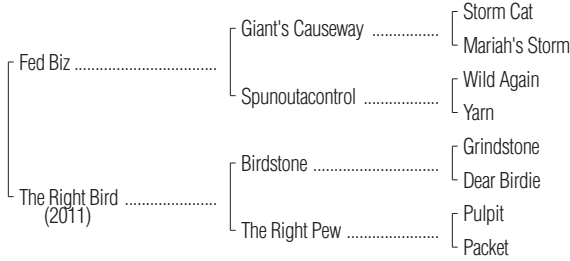 Storm Cat
Giant's Causeway ................
Mariah's Storm
Fed Biz ..................................
Wild Again
Spunoutacontrol ..................
Yarn
Grindstone
Birdstone ..............................
Dear Birdie
The Right Bird ......................
(2011)
Pulpit
The Right Pew ......................
Packet